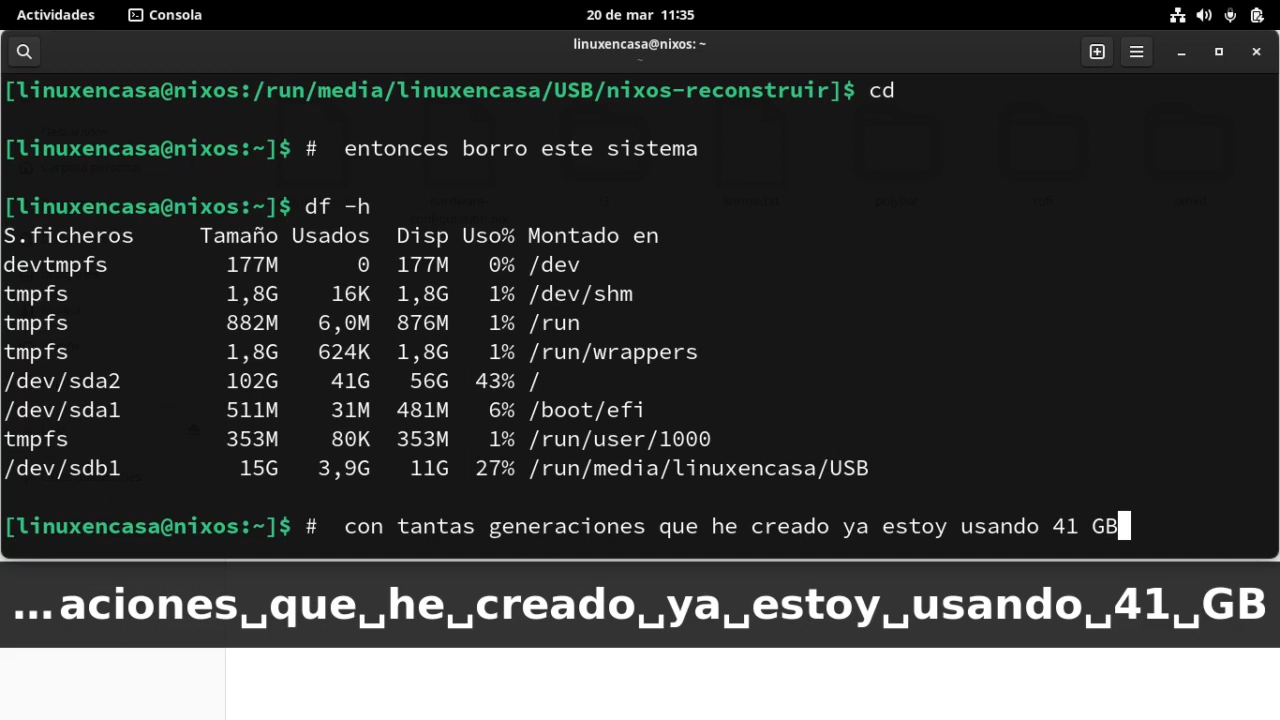 Actividades Consola 20 de mar 11:35
linuxencasa@nixos: ~
~
[linuxencasa@nixos:/run/media/linuxencasa/USB/nixos-reconstruir]$ cd
[linuxencasa@nixos:~]$ #  entonces borro este sistema
[linuxencasa@nixos:~]$ df -h
S.ficheros     Tamaño Usados  Disp Uso% Montado en
devtmpfs         177M      0  177M   0% /dev
tmpfs            1,8G    16K  1,8G   1% /dev/shm
tmpfs            882M   6,0M  876M   1% /run
tmpfs            1,8G   624K  1,8G   1% /run/wrappers
/dev/sda2        102G    41G   56G  43% /
/dev/sda1        511M    31M  481M   6% /boot/efi
tmpfs            353M    80K  353M   1% /run/user/1000
/dev/sdb1         15G   3,9G   11G  27% /run/media/linuxencasa/USB
[linuxencasa@nixos:~]$ #  con tantas generaciones que he creado ya estoy usando 41 GB
...aciones␣que␣he␣creado␣ya␣estoy␣usando␣41␣GB